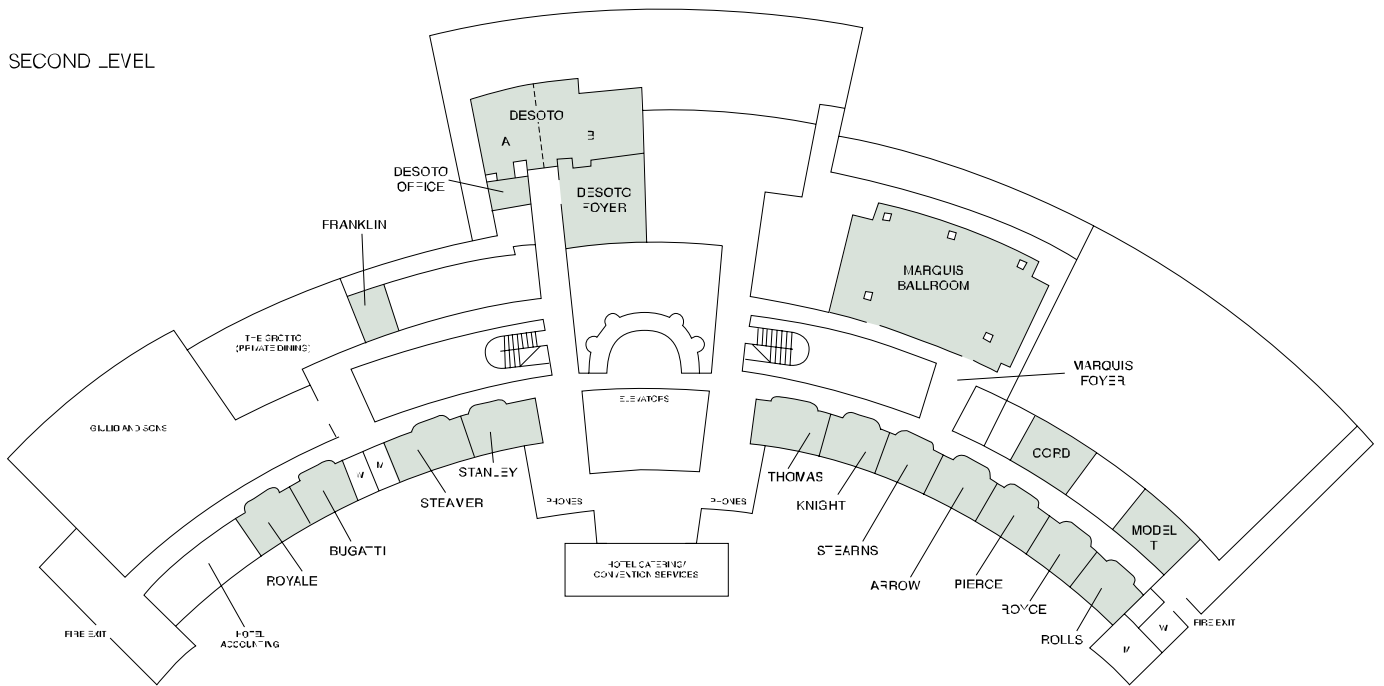 SECOND LEVEL
DESOTO
A
B
DESOTO
OFFICE
DESOTO
FOYER
FRANKLIN
MARQUIS
BALLROOM
THE GROTTO
(PRIVATE DINING)
MARQUIS
FOYER
ELEVATORS
GIULIO AND SONS
CORD
W
M
STANLEY
THOMAS
STEAVER
PHONES
PHONES
KNIGHT
MODEL
T
BUGATTI
STEARNS
ROYALE
HOTEL CATERING/
CONVENTION SERVICES
ARROW
PIERCE
ROYCE
FIRE EXIT
HOTEL
ACCOUNTING
ROLLS
W
FIRE EXIT
M